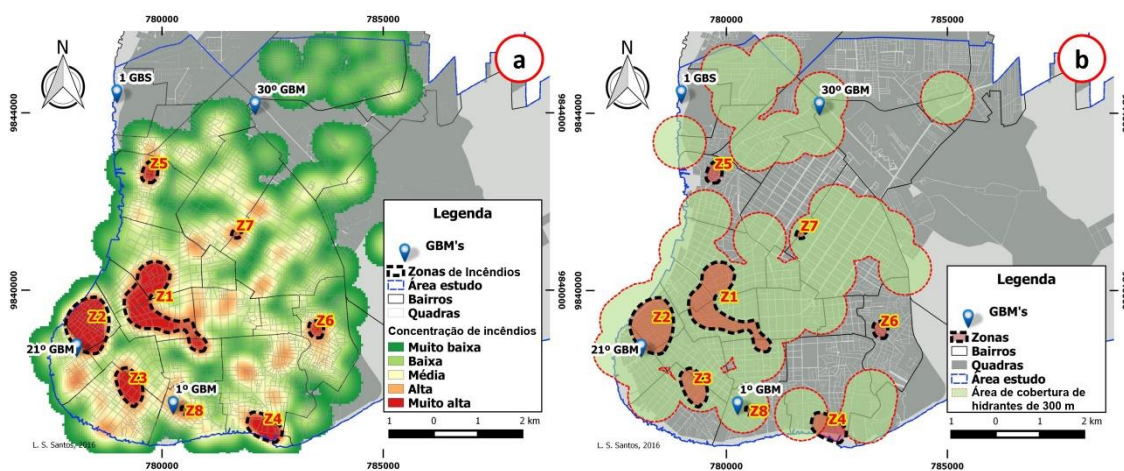 780000
785000
N
a
1 GBS
30º GBM
9844000
Z5
Z7
Z1
Z2
Z6
21º GBM
Z3
1º GBM
Z8
Z4
9840000
Legenda
GBM's
Zonas de Incêndios
Área estudo
Bairros
Quadras
Concentração de incêndios
Muito baixa
Baixa
Média
Alta
Muito alta
1 0 1 2 km
L. S. Santos, 2016
780000
785000
780000
785000
N
b
1 GBS
30º GBM
9844000
Z5
Z7
Z1
Z2
Z6
21º GBM
Z3
1º GBM
Z8
Z4
9840000
Legenda
GBM's
Zonas
Bairros
Quadras
Área estudo
Área de cobertura de
hidrantes de 300 m
1 0 1 2 km
L. S. Santos, 2016
780000
785000